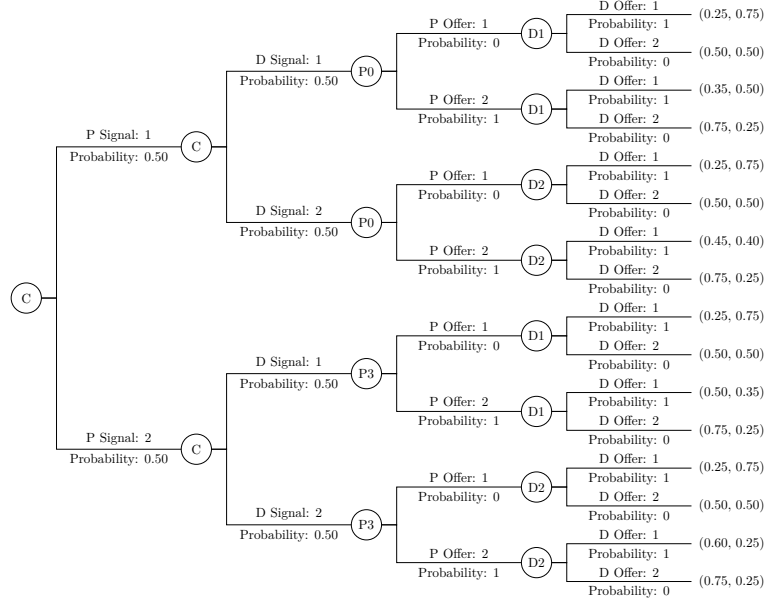 D Offer: 1
P Offer: 1
(0.25, 0.75)
Probability: 1
D1
D Offer: 2
Probability: 0
(0.50, 0.50)
D Signal: 1
Probability: 0
P0
D Offer: 1
Probability: 0.50
P Offer: 2
(0.35, 0.50)
Probability: 1
D1
D Offer: 2
Probability: 1
(0.75, 0.25)
P Signal: 1
Probability: 0
C
Probability: 0.50
D Offer: 1
P Offer: 1
(0.25, 0.75)
Probability: 1
D2
D Offer: 2
Probability: 0
(0.50, 0.50)
D Signal: 2
Probability: 0
P0
D Offer: 1
Probability: 0.50
P Offer: 2
(0.45, 0.40)
Probability: 1
D2
D Offer: 2
Probability: 1
(0.75, 0.25)
Probability: 0
C
D Offer: 1
P Offer: 1
(0.25, 0.75)
Probability: 1
D1
D Offer: 2
Probability: 0
(0.50, 0.50)
D Signal: 1
Probability: 0
P3
D Offer: 1
Probability: 0.50
P Offer: 2
(0.50, 0.35)
Probability: 1
D1
D Offer: 2
Probability: 1
(0.75, 0.25)
P Signal: 2
Probability: 0
C
Probability: 0.50
D Offer: 1
P Offer: 1
(0.25, 0.75)
Probability: 1
D2
D Offer: 2
Probability: 0
(0.50, 0.50)
D Signal: 2
Probability: 0
P3
D Offer: 1
Probability: 0.50
P Offer: 2
(0.60, 0.25)
Probability: 1
D2
D Offer: 2
Probability: 1
(0.75, 0.25)
Probability: 0